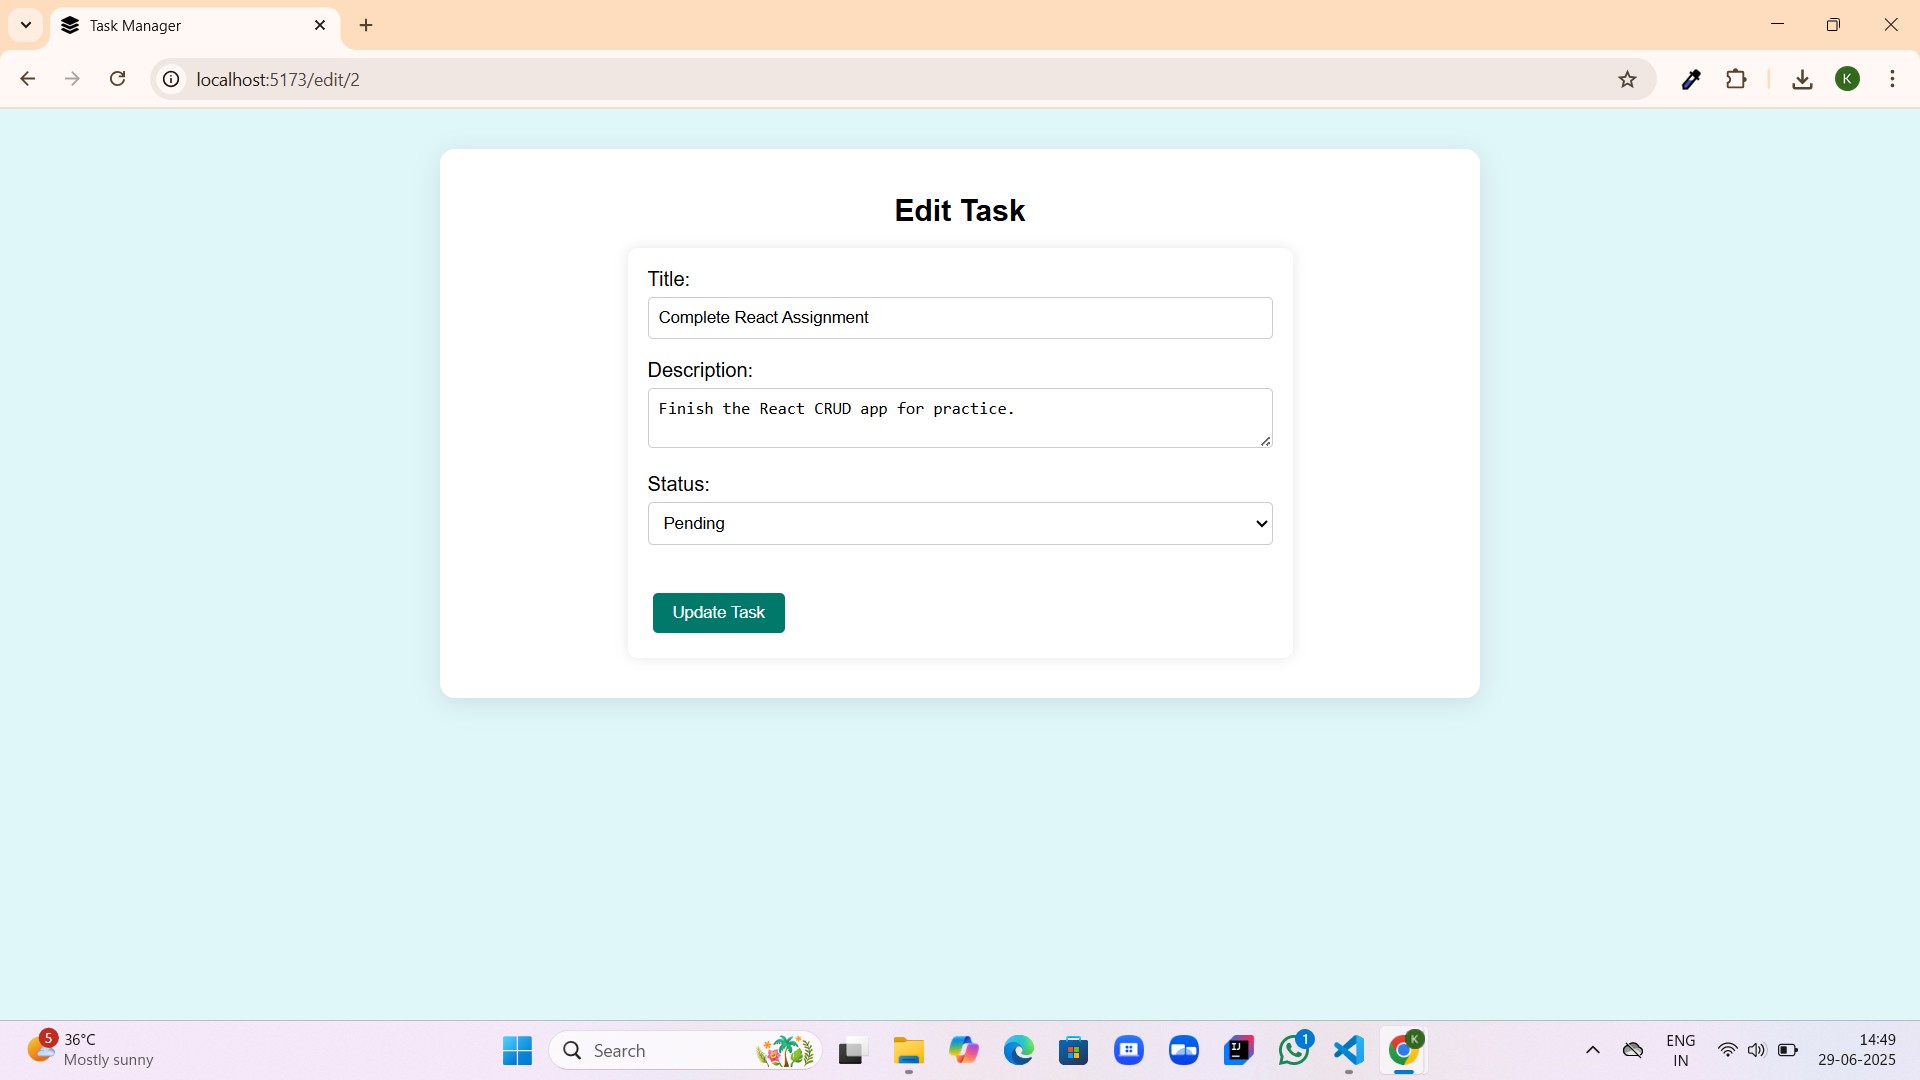 Task Manager
localhost:5173/edit/2
K
Edit Task
Title:
Complete React Assignment
Description:
Finish the React CRUD app for practice.
Status:
Pending
Update Task
5
36°C
Mostly sunny
Search
IJ
1
K
ENG
IN
14:49
29-06-2025